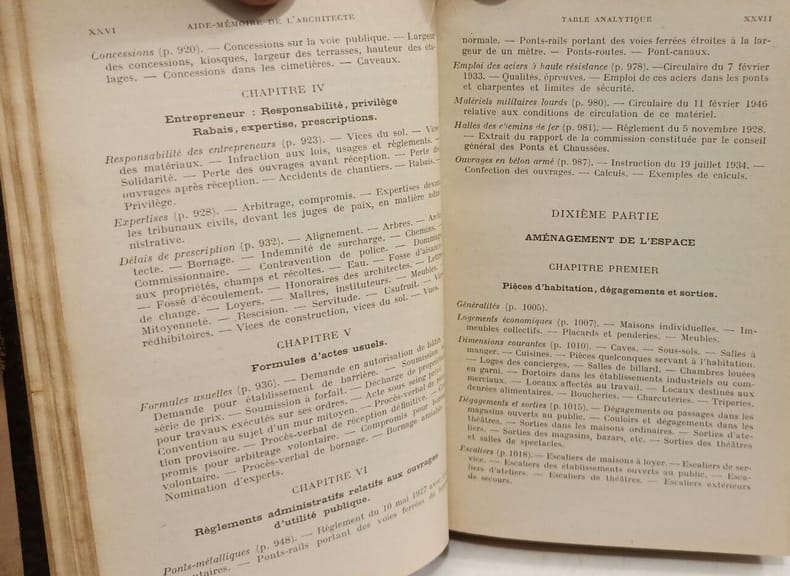 XXVI AIDE-MÉMOIRE DE L'ARCHITECTE
Concessions (p. 920). — Concessions sur la voie publique. — Largeur
des concessions, kiosques, largeur des terrasses, hauteur des éta-
lages. — Concessions dans les cimetières. — Caveaux.
CHAPITRE IV
Entrepreneur : Responsabilité, privilège
Rabais, expertise, prescriptions.
Responsabilité des entrepreneurs (p. 923). — Vices du sol. —
des matériaux. — Infraction aux lois, usages et règlements. —
Solidarité. — Perte des ouvrages avant réception. — Perte
ouvrages après réception. — Accidents de chantiers. — Rabais. —
Privilège.
Expertises (p. 928). — Arbitrage, compromis. — Expertises devant
les tribunaux civils, devant les juges de paix, en matière
nistrative.
Délais de prescription (p. 932). — Alignement. — Arbres. —
tecte. — Bornage. — Indemnité de surcharge. — Chemins. —
Commissionnaire. — Contravention de police. —
aux propriétés, champs et récoltes. — Eau. — Fosse d'aisances
— Fossé d'écoulement. — Honoraires des architectes. —
de change. — Loyers. — Maîtres, instituteurs. — Meubles.
Mitoyenneté. — Rescision. — Servitude. — Usufruit. —
rédhibitoires. — Vices de construction, vices du sol. — Vues.
CHAPITRE V
Formules d'actes usuels.
Formules usuelles (p. 936). — Demande en autorisation de bâtir
Demande pour établissement de barrière. — Soumission
série de prix. — Soumission à forfait. — Décharge de
pour travaux exécutés sur ses ordres. — Acte sous seing
Convention au sujet d'un mur mitoyen. — Procès-verbal de
tion provisoire. — Procès-verbal de réception définitive. —
promis pour arbitrage volontaire. — Compromis pour
volontaire. — Procès-verbal de bornage. — Bornage
Nomination d'experts.
CHAPITRE VI
Règlements administratifs relatifs aux ouvrages
d'utilité publique.
Ponts-métalliques (p. 948). — Règlement du 10 mai 1927
— Ponts-rails portant des voies ferrées de
TABLE ANALYTIQUE XXVII
normale. — Ponts-rails portant des voies ferrées étroites à la lar-
geur de un mètre. — Ponts-routes. — Pont-canaux.
Emploi des aciers à haute résistance (p. 978). —Circulaire du 7 février
1933. — Qualités, épreuves. — Emploi de ces aciers dans les ponts
et charpentes et limites de sécurité.
Matériels militaires lourds (p. 980). — Circulaire du 11 février 1946
relative aux conditions de circulation de ce matériel.
Halles des chemins de fer (p. 981). — Règlement du 5 novembre 1928.
— Extrait du rapport de la commission constituée par le conseil
général des Ponts et Chaussées.
Ouvrages en béton armé (p. 987). — Instruction du 19 juillet 1934. —
Confection des ouvrages. — Calculs. — Exemples de calculs.
DIXIÈME PARTIE
AMÉNAGEMENT DE L'ESPACE
CHAPITRE PREMIER
Pièces d'habitation, dégagements et sorties.
Généralités (p. 1005).
Logements économiques (p. 1007). — Maisons individuelles. — Im-
meubles collectifs. — Placards et penderies. — Meubles.
Dimensions courantes (p. 1010). — Caves. — Sous-sols. — Salles à
manger. — Cuisines. — Pièces quelconques servant à l'habitation.
— Loges des concierges. — Salles de billard. — Chambres louées
en garni. — Dortoirs dans les établissements industriels ou com-
merciaux. — Locaux affectés au travail. — Locaux destinés aux
denrées alimentaires. — Boucheries. — Charcuteries. — Triperies.
Dégagements et sorties (p. 1015). — Dégagements ou passages dans les
magasins ouverts au public. — Couloirs et dégagements dans les
théâtres. — Sorties dans les maisons ordinaires. — Sorties d'ate-
liers. — Sorties des magasins, bazars, etc. — Sorties des théâtres
et salles de spectacles.
Escaliers (p. 1018). — Escaliers de maisons à loyer. — Escaliers de ser-
vice. — Escaliers des établissements ouverts au public. — Esca-
liers d'ateliers. — Escaliers de théâtres. — Escaliers extérieurs
de secours.